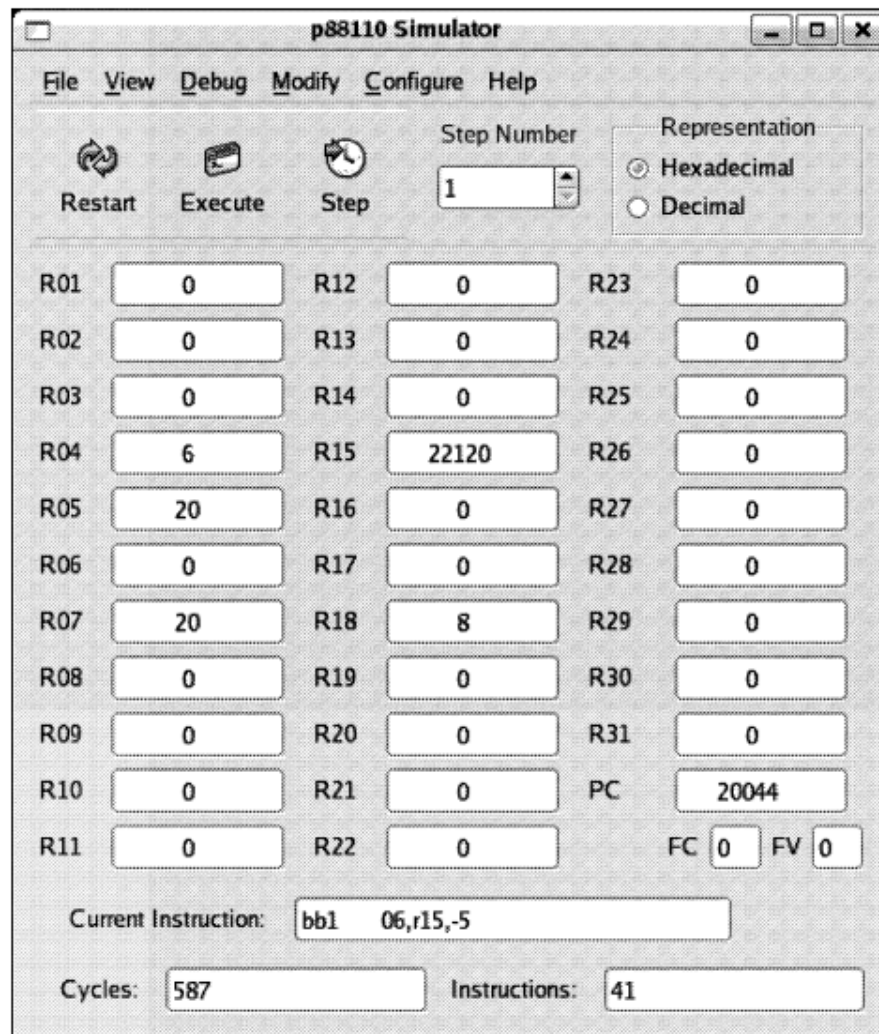 p88110 Simulator
File View Debug Modify Configure Help
Step Number
Representation
Restart Execute Step
1
Hexadecimal
Decimal
R01 0 R12 0 R23 0
R02 0 R13 0 R24 0
R03 0 R14 0 R25 0
R04 6 R15 22120 R26 0
R05 20 R16 0 R27 0
R06 0 R17 0 R28 0
R07 20 R18 8 R29 0
R08 0 R19 0 R30 0
R09 0 R20 0 R31 0
R10 0 R21 0 PC 20044
R11 0 R22 0 FC 0 FV 0
Current Instruction: bb1 06,r15,-5
Cycles: 587 Instructions: 41